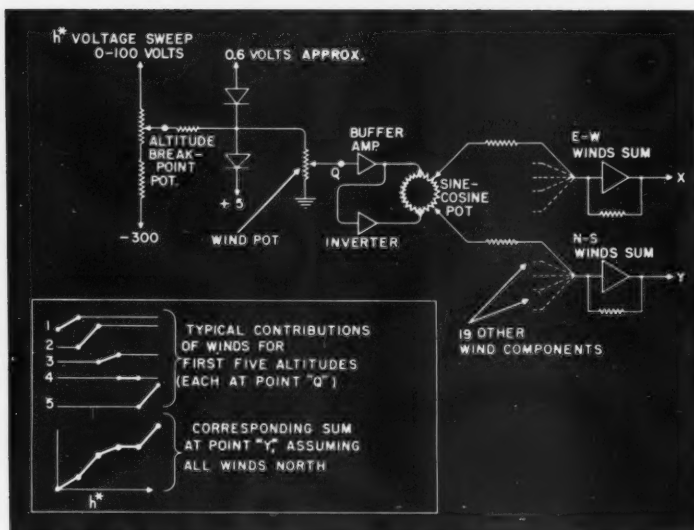 h* VOLTAGE SWEEP
0-100 VOLTS
0.6 VOLTS APPROX.
ALTITUDE
BREAK-
POINT
POT.
-300
+ 5
WIND POT
Q
BUFFER
AMP.
INVERTER
SINE-
COSINE
POT
E-W
WINDS SUM
X
N-S
WINDS SUM
Y
19 OTHER
WIND COMPONENTS
1
2
3
4
5
TYPICAL CONTRIBUTIONS
OF WINDS FOR
FIRST FIVE ALTITUDES
(EACH AT POINT "Q")
h*
CORRESPONDING SUM
AT POINT "Y," ASSUMING
ALL WINDS NORTH